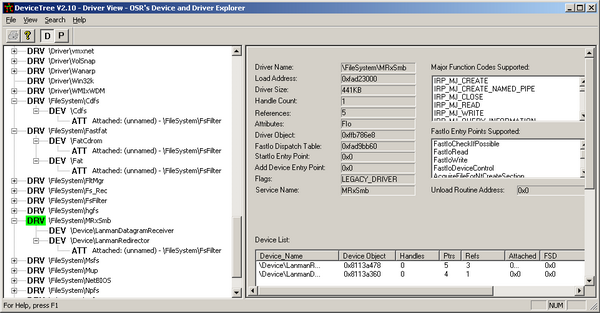 DeviceTree V2.10 - Driver View - OSR's Device and Driver Explorer
File View Search Help
D P
DRV \Driver\vmxnet
DRV \Driver\VolSnap
DRV \Driver\Wanarp
DRV \Driver\Win32k
DRV \Driver\WMIxWDM
DRV \FileSystem\Cdfs
DEV \Cdfs
ATT Attached: (unnamed) - \FileSystem\FsFilter
DRV \FileSystem\Fastfat
DEV \FatCdrom
ATT Attached: (unnamed) - \FileSystem\FsFilter
DEV \Fat
ATT Attached: (unnamed) - \FileSystem\FsFilter
DRV \FileSystem\FltMgr
DRV \FileSystem\Fs_Rec
DRV \FileSystem\FsFilter
DRV \FileSystem\hgfs
DRV \FileSystem\MRxSmb
DEV \Device\LanmanDatagramReceiver
DEV \Device\LanmanRedirector
ATT Attached: (unnamed) - \FileSystem\FsFilter
DRV \FileSystem\Msfs
DRV \FileSystem\Mup
DRV \FileSystem\NetBIOS
DRV \FileSystem\Npfs
Driver Name: \FileSystem\MRxSmb
Load Address: 0xfad23000
Driver Size: 441KB
Handle Count: 1
References: 5
Attributes: Flo
Driver Object: 0xffb786e8
FastIo Dispatch Table: 0xfad9bb60
StartIo Entry Point: 0x0
Add Device Entry Point: 0x0
Flags: LEGACY_DRIVER
Service Name: MRxSmb
Major Function Codes Supported:
IRP_MJ_CREATE
IRP_MJ_CREATE_NAMED_PIPE
IRP_MJ_CLOSE
IRP_MJ_READ
IRP_MJ_WRITE
IRP_MJ_QUERY_INFORMATION
FastIo Entry Points Supported:
FastIoCheckIfPossible
FastIoRead
FastIoWrite
FastIoDeviceControl
AcquireFileForNtCreateSection
Unload Routine Address: 0x0
Device List:
Device_Name Device Object Handles Ptrs Refs Attached FSD
\Device\LanmanR... 0x8113a478 5 3 0... 0x0
\Device\LanmanD... 0x8113a360 4 1 0x0 0x0
For Help, press F1
NUM